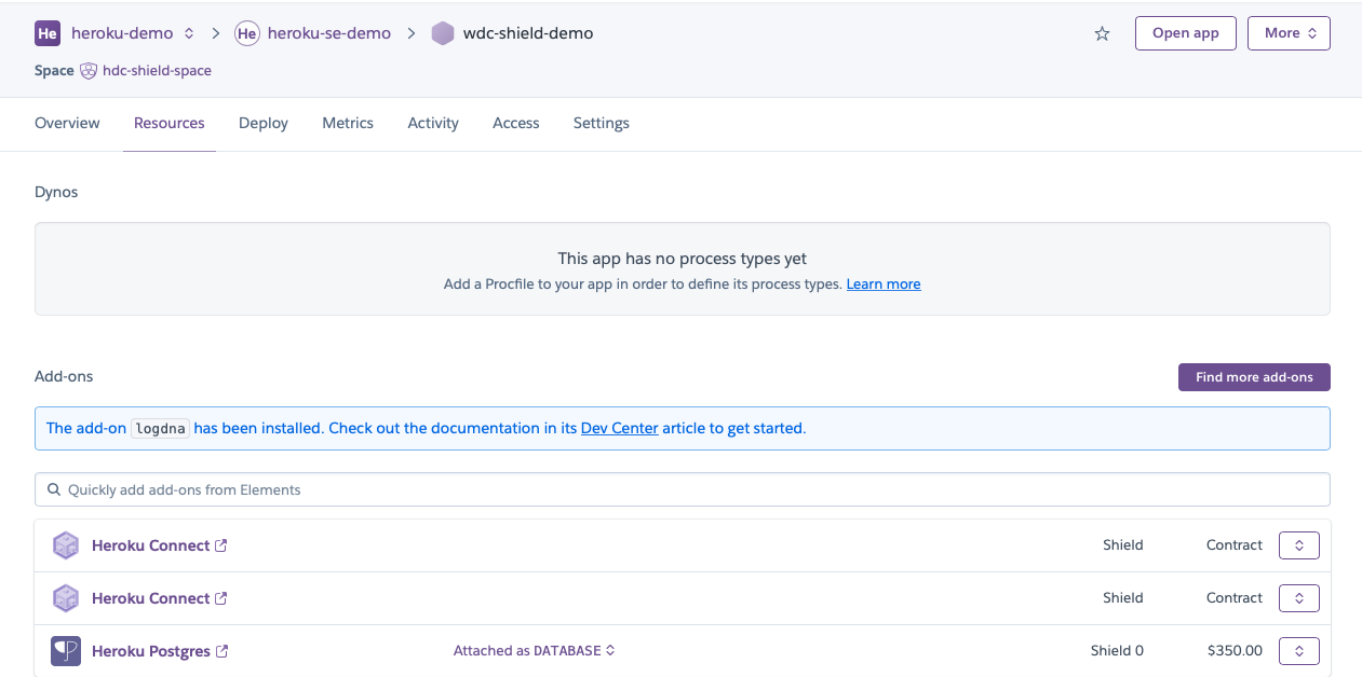 He heroku-demo > He heroku-se-demo > wdc-shield-demo Open app More
Space hdc-shield-space
Overview Resources Deploy Metrics Activity Access Settings
Dynos
This app has no process types yet
Add a Procfile to your app in order to define its process types. Learn more
Add-ons Find more add-ons
The add-on logdna has been installed. Check out the documentation in its Dev Center article to get started.
Quickly add add-ons from Elements
Heroku Connect Shield Contract
Heroku Connect Shield Contract
Heroku Postgres Attached as DATABASE Shield 0 $350.00